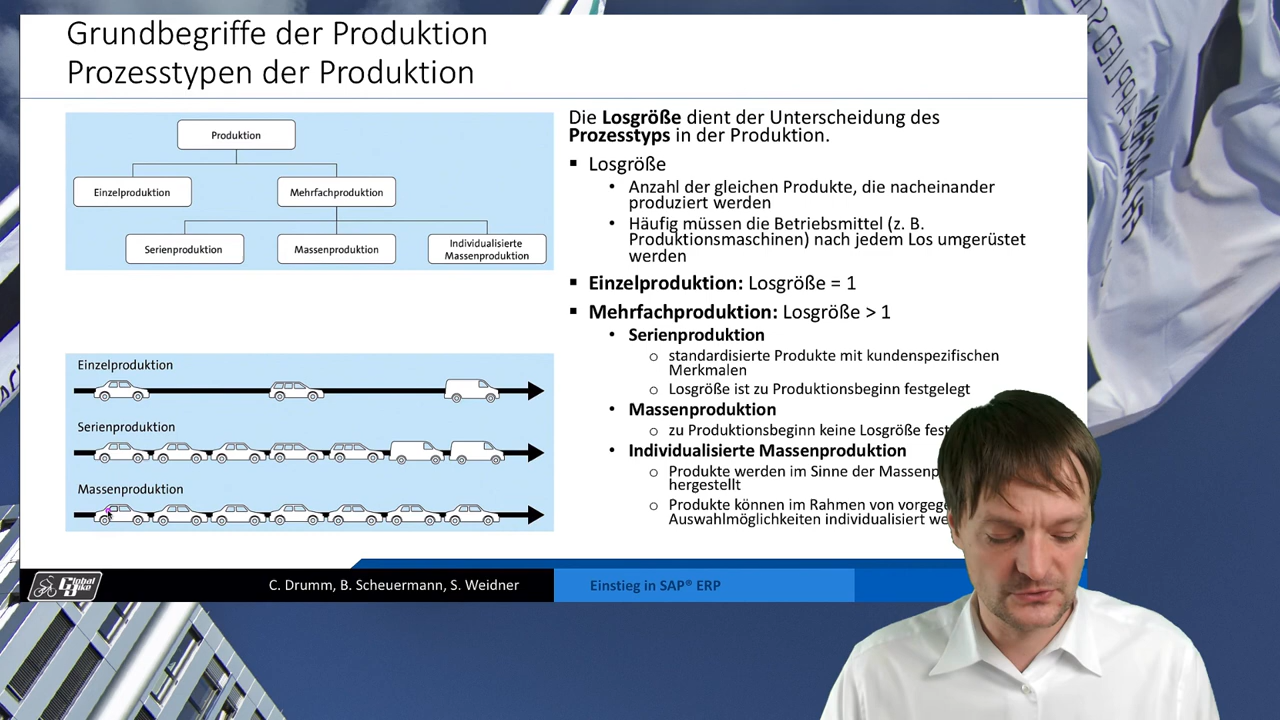 Grundbegriffe der Produktion
Prozesstypen der Produktion
Produktion
Einzelproduktion
Mehrfachproduktion
Serienproduktion
Massenproduktion
Individualisierte
Massenproduktion
Einzelproduktion
Serienproduktion
Massenproduktion
Die Losgröße dient der Unterscheidung des
Prozesstyps in der Produktion.
▪ Losgröße
• Anzahl der gleichen Produkte, die nacheinander
produziert werden
• Häufig müssen die Betriebsmittel (z. B.
Produktionsmaschinen) nach jedem Los umgerüstet
werden
▪ Einzelproduktion: Losgröße = 1
▪ Mehrfachproduktion: Losgröße > 1
• Serienproduktion
o standardisierte Produkte mit kundenspezifischen
Merkmalen
o Losgröße ist zu Produktionsbeginn festgelegt
• Massenproduktion
o zu Produktionsbeginn keine Losgröße
• Individualisierte Massenproduktion
o Produkte werden im Sinne der
hergestellt
o Produkte können im Rahmen von
Auswahlmöglichkeiten individualisiert
Global
Bike
C. Drumm, B. Scheuermann, S. Weidner
Einstieg in SAP® ERP